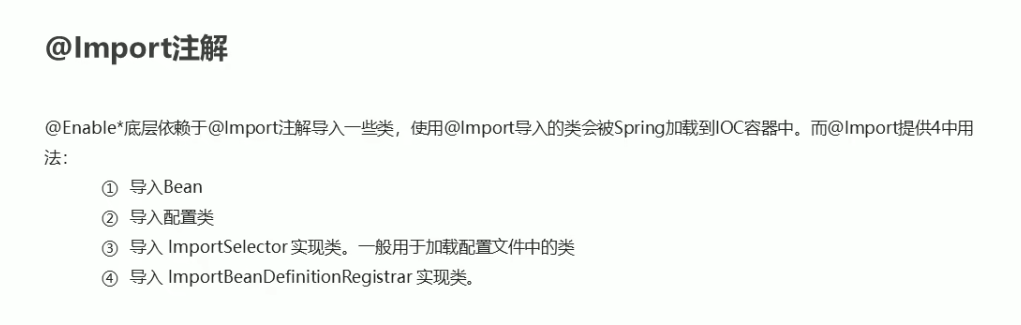 @Import注解
@Enable*底层依赖于@Import注解导入一些类，使用@Import导入的类会被Spring加载到IOC容器中。而@Import提供4中用
法：
① 导入Bean
② 导入配置类
③ 导入 ImportSelector 实现类。一般用于加载配置文件中的类
④ 导入 ImportBeanDefinitionRegistrar 实现类。